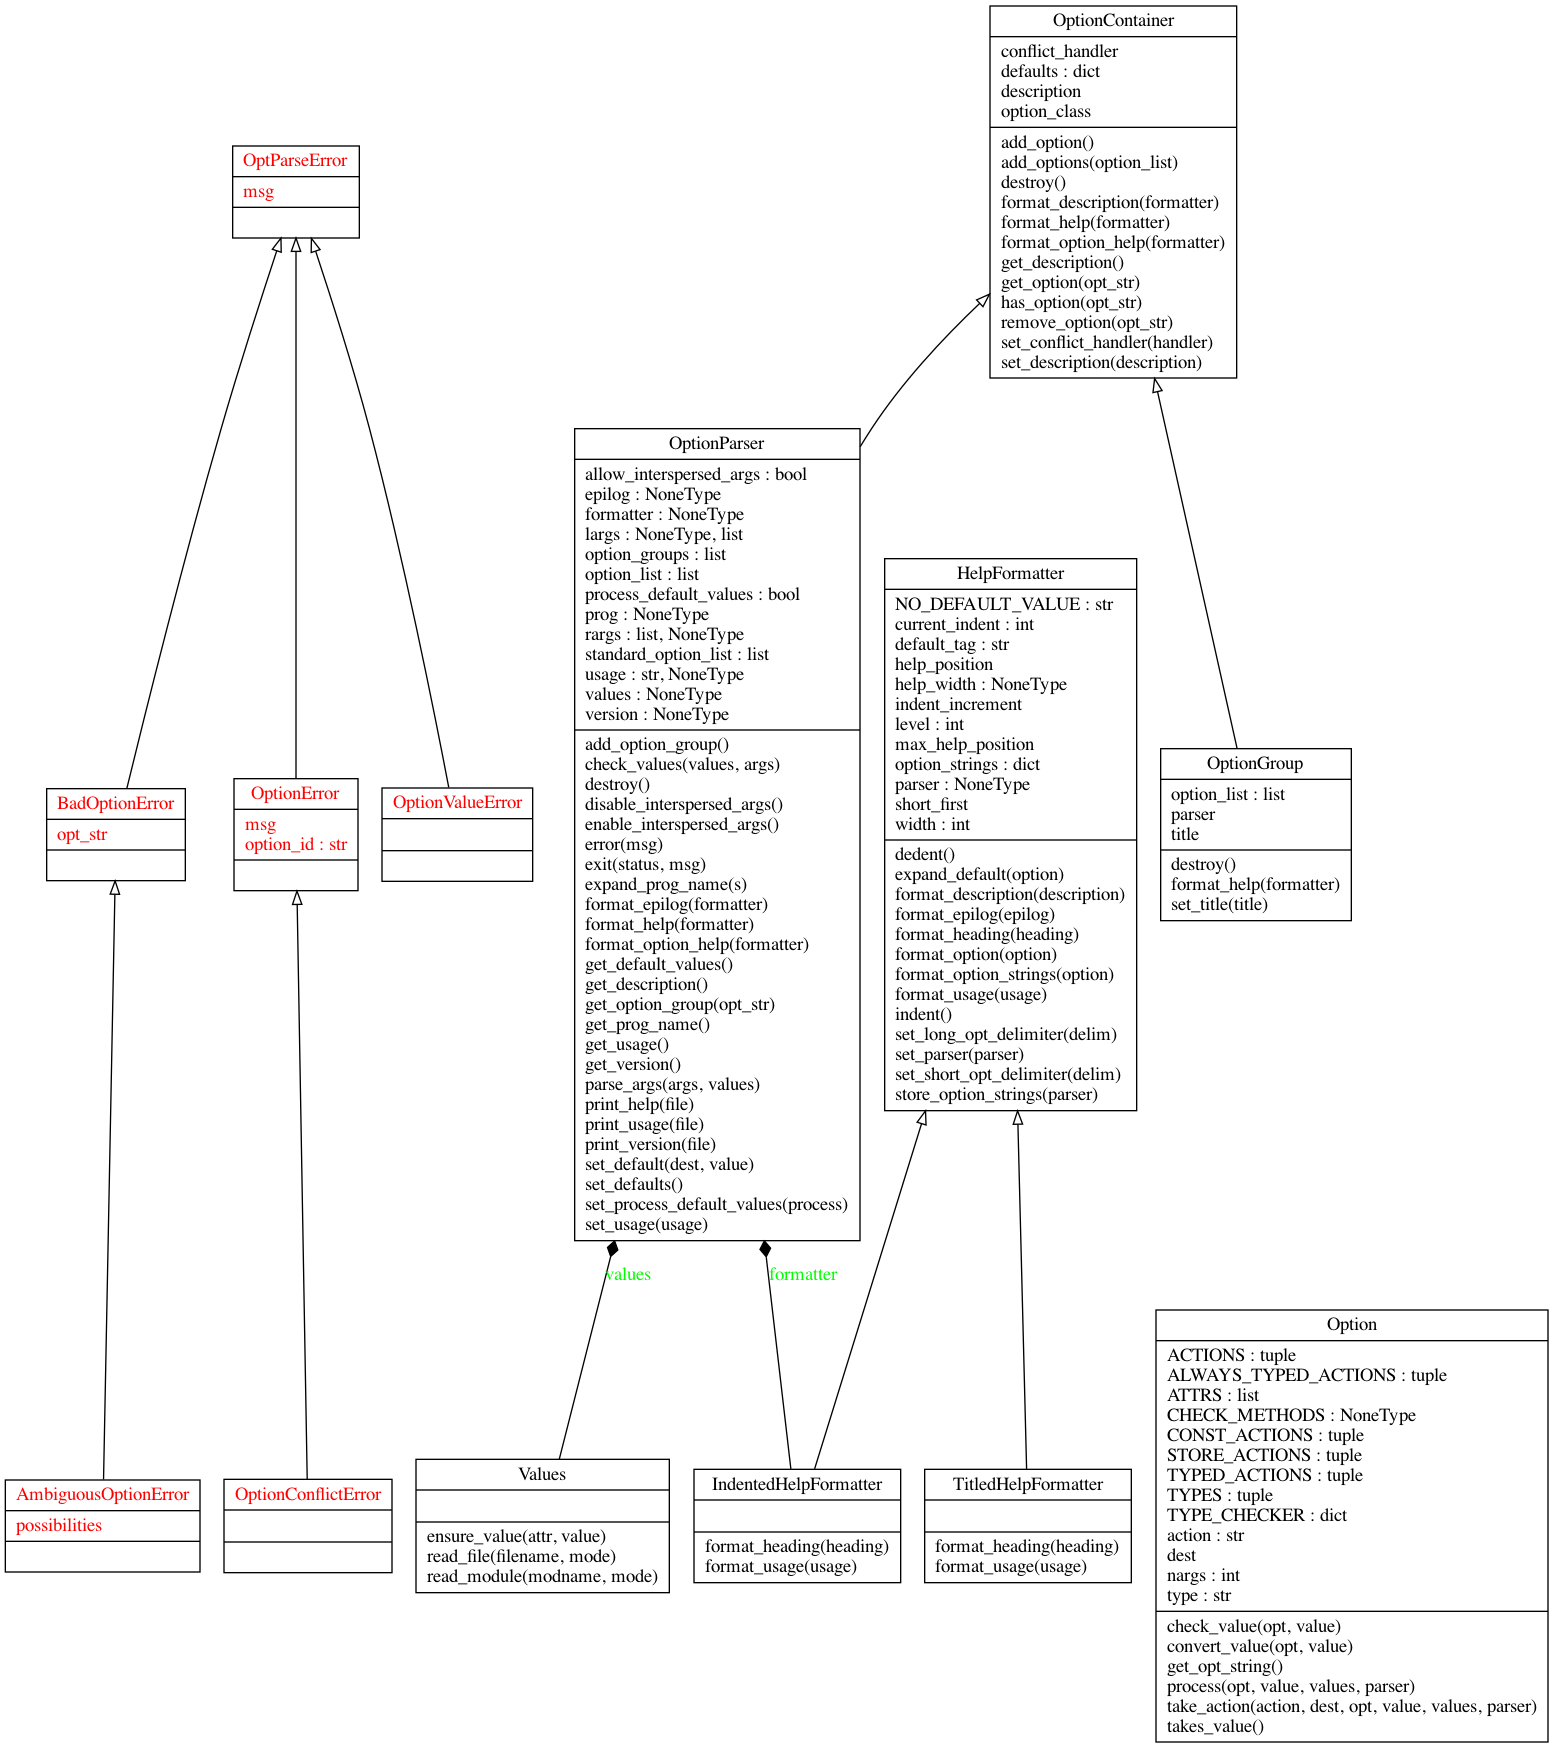 OptionContainer
conflict_handler
defaults : dict
description
option_class
add_option()
add_options(option_list)
destroy()
format_description(formatter)
format_help(formatter)
format_option_help(formatter)
get_description()
get_option(opt_str)
has_option(opt_str)
remove_option(opt_str)
set_conflict_handler(handler)
set_description(description)
OptParseError
msg
OptionParser
allow_interspersed_args : bool
epilog : NoneType
formatter : NoneType
largs : NoneType, list
option_groups : list
option_list : list
process_default_values : bool
prog : NoneType
rargs : list, NoneType
standard_option_list : list
usage : str, NoneType
values : NoneType
version : NoneType
add_option_group()
check_values(values, args)
destroy()
disable_interspersed_args()
enable_interspersed_args()
error(msg)
exit(status, msg)
expand_prog_name(s)
format_epilog(formatter)
format_help(formatter)
format_option_help(formatter)
get_default_values()
get_description()
get_option_group(opt_str)
get_prog_name()
get_usage()
get_version()
parse_args(args, values)
print_help(file)
print_usage(file)
print_version(file)
set_default(dest, value)
set_defaults()
set_process_default_values(process)
set_usage(usage)
HelpFormatter
NO_DEFAULT_VALUE : str
current_indent : int
default_tag : str
help_position
help_width : NoneType
indent_increment
level : int
max_help_position
option_strings : dict
parser : NoneType
short_first
width : int
dedent()
expand_default(option)
format_description(description)
format_epilog(epilog)
format_heading(heading)
format_option(option)
format_option_strings(option)
format_usage(usage)
indent()
set_long_opt_delimiter(delim)
set_parser(parser)
set_short_opt_delimiter(delim)
store_option_strings(parser)
OptionGroup
option_list : list
parser
title
destroy()
format_help(formatter)
set_title(title)
BadOptionError
opt_str
OptionError
msg
option_id : str
OptionValueError
values
formatter
AmbiguousOptionError
possibilities
OptionConflictError
Values
ensure_value(attr, value)
read_file(filename, mode)
read_module(modname, mode)
IndentedHelpFormatter
format_heading(heading)
format_usage(usage)
TitledHelpFormatter
format_heading(heading)
format_usage(usage)
Option
ACTIONS : tuple
ALWAYS_TYPED_ACTIONS : tuple
ATTRS : list
CHECK_METHODS : NoneType
CONST_ACTIONS : tuple
STORE_ACTIONS : tuple
TYPED_ACTIONS : tuple
TYPES : tuple
TYPE_CHECKER : dict
action : str
dest
nargs : int
type : str
check_value(opt, value)
convert_value(opt, value)
get_opt_string()
process(opt, value, values, parser)
take_action(action, dest, opt, value, values, parser)
takes_value()